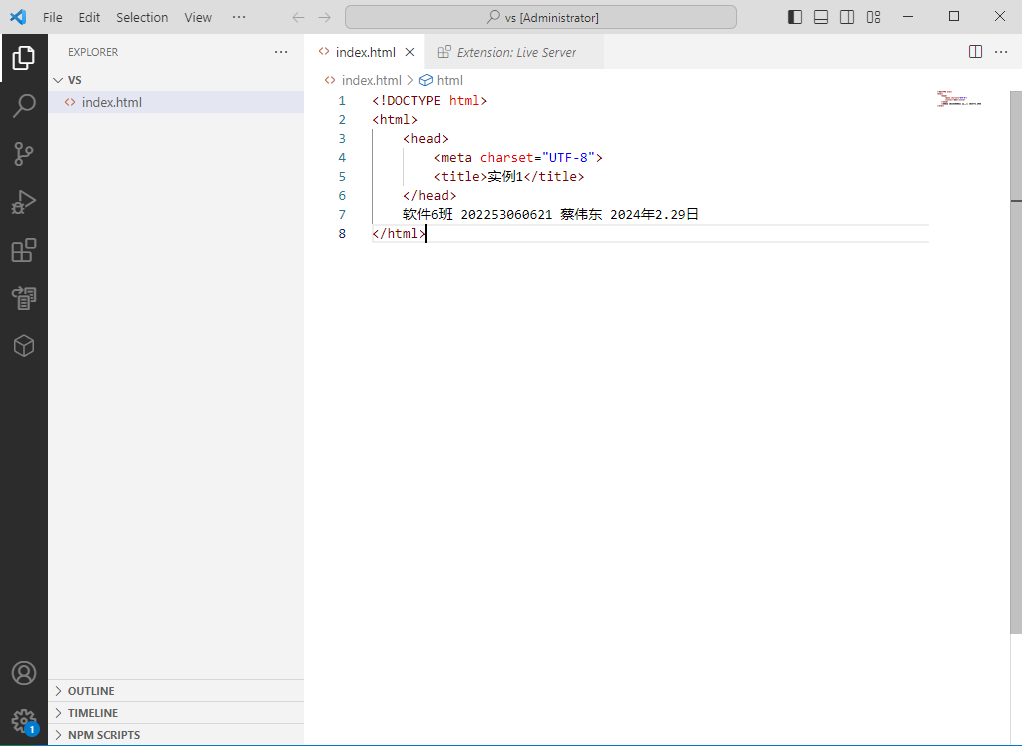 File Edit Selection View ··· vs [Administrator]
EXPLORER ···
VS
index.html
OUTLINE
TIMELINE
NPM SCRIPTS
1
index.html Extension: Live Server ···
index.html html
1 <!DOCTYPE html>
2 <html>
3 <head>
4 <meta charset="UTF-8">
5 <title>实例1</title>
6 </head>
7 软件6班 202253060621 蔡伟东 2024年2.29日
8 </html>